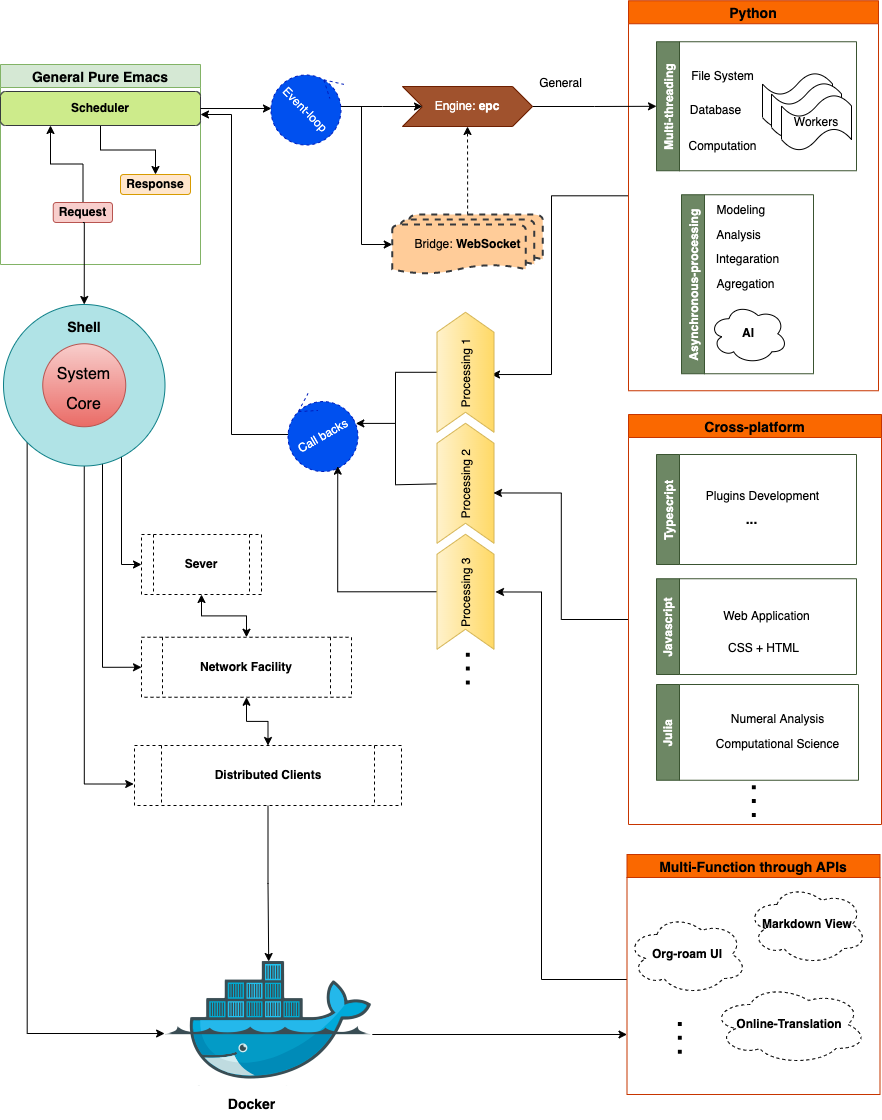 Python
General Pure Emacs
Scheduler
Request
Response
Event-loop
Engine: epc
General
Bridge: WebSocket
Multi-threading
File System
Database
Computation
Workers
Asynchronous-processing
Modeling
Analysis
Integaration
Agregation
AI
Shell
System
Core
Call backs
Processing 1
Processing 2
Processing 3
Cross-platform
Typescript
Plugins Development
...
Javascript
Web Application
CSS + HTML
Julia
Numeral Analysis
Computational Science
Sever
Network Facility
Distributed Clients
Multi-Function through APIs
Markdown View
Org-roam UI
Online-Translation
Docker